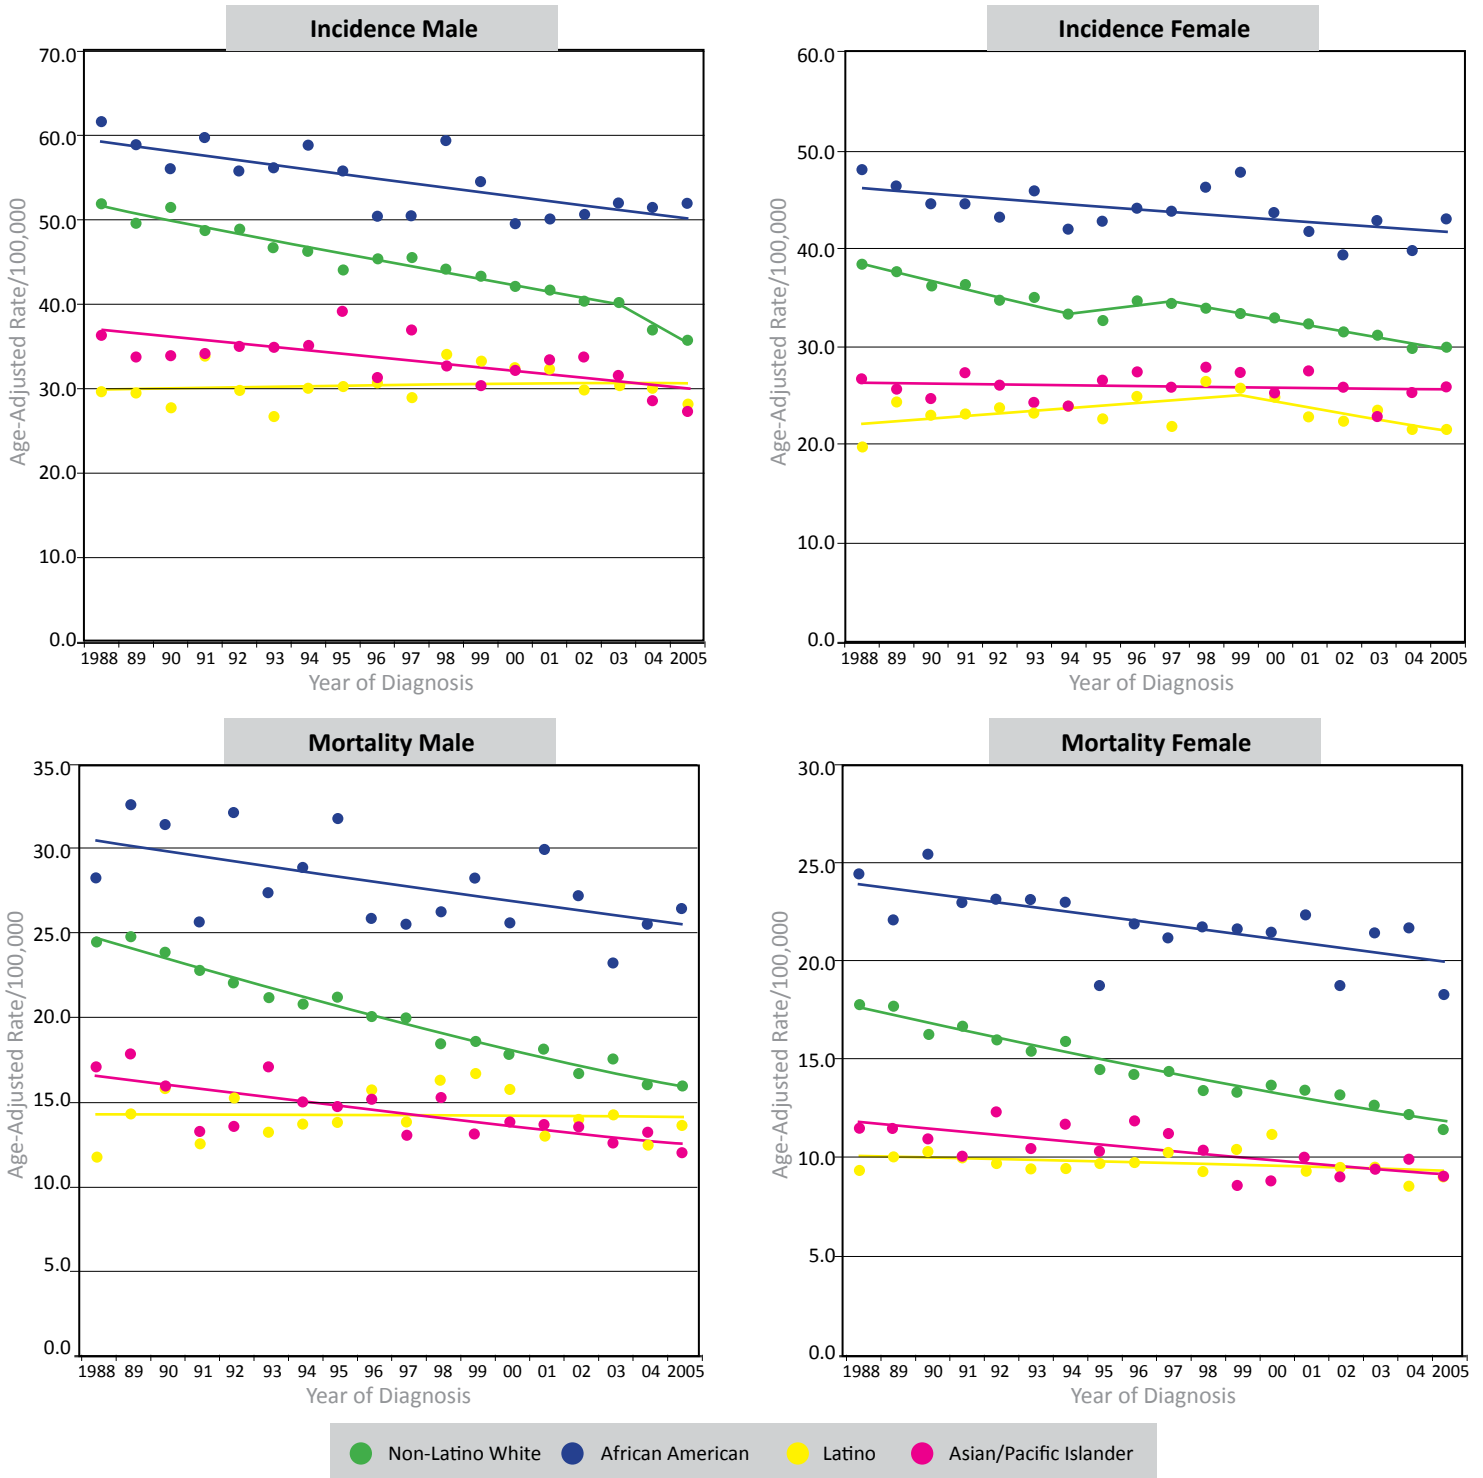 Incidence Male
Age-Adjusted Rate/100,000
70.0
60.0
50.0
40.0
30.0
20.0
10.0
0.0
1988 89 90 91 92 93 94 95 96 97 98 99 00 01 02 03 04 2005
Year of Diagnosis
Incidence Female
Age-Adjusted Rate/100,000
60.0
50.0
40.0
30.0
20.0
10.0
0.0
1988 89 90 91 92 93 94 95 96 97 98 99 00 01 02 03 04 2005
Year of Diagnosis
Mortality Male
Age-Adjusted Rate/100,000
35.0
30.0
25.0
20.0
15.0
10.0
5.0
0.0
1988 89 90 91 92 93 94 95 96 97 98 99 00 01 02 03 04 2005
Year of Diagnosis
Mortality Female
Age-Adjusted Rate/100,000
30.0
25.0
20.0
15.0
10.0
5.0
0.0
1988 89 90 91 92 93 94 95 96 97 98 99 00 01 02 03 04 2005
Year of Diagnosis
Non-Latino White African American Latino Asian/Pacific Islander